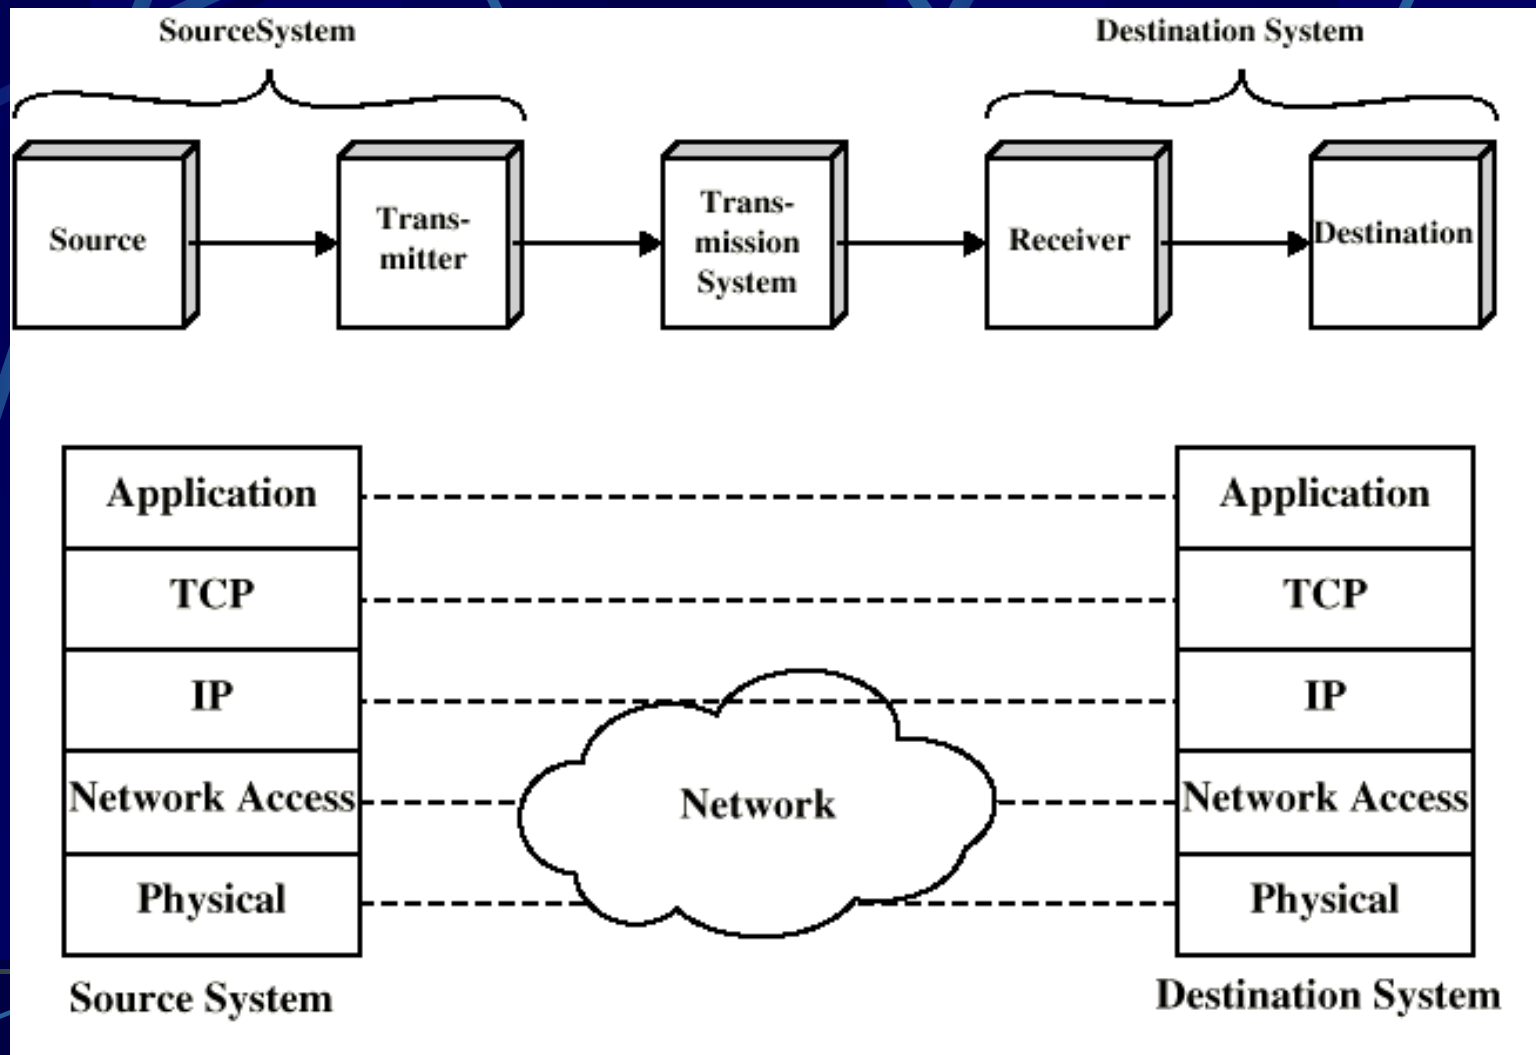 SourceSystem
Destination System
Source
Trans-
mitter
Trans-
mission
System
Receiver
Destination
Application
TCP
IP
Network Access
Physical
Source System
Network
Application
TCP
IP
Network Access
Physical
Destination System